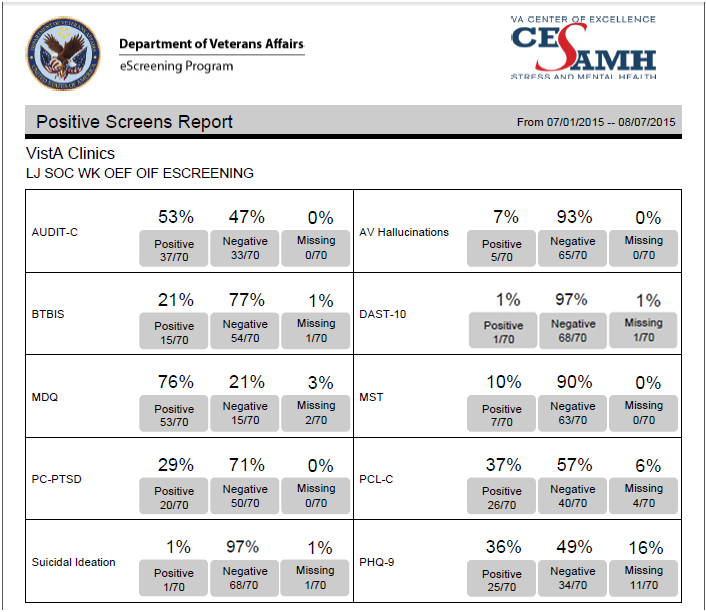 Department of Veterans Affairs
eScreening Program
VA CENTER OF EXCELLENCE
CESAMH
STRESS AND MENTAL HEALTH
Positive Screens Report
From 07/01/2015 -- 08/07/2015
VistA Clinics
LJ SOC WK OEF OIF ESCREENING
AUDIT-C
53% 47% 0%
Positive Negative Missing
37/70 33/70 0/70
AV Hallucinations
7% 93% 0%
Positive Negative Missing
5/70 65/70 0/70
BTBIS
21% 77% 1%
Positive Negative Missing
15/70 54/70 1/70
DAST-10
1% 97% 1%
Positive Negative Missing
1/70 68/70 1/70
MDQ
76% 21% 3%
Positive Negative Missing
53/70 15/70 2/70
MST
10% 90% 0%
Positive Negative Missing
7/70 63/70 0/70
PC-PTSD
29% 71% 0%
Positive Negative Missing
20/70 50/70 0/70
PCL-C
37% 57% 6%
Positive Negative Missing
26/70 40/70 4/70
Suicidal Ideation
1% 97% 1%
Positive Negative Missing
1/70 68/70 1/70
PHQ-9
36% 49% 16%
Positive Negative Missing
25/70 34/70 11/70